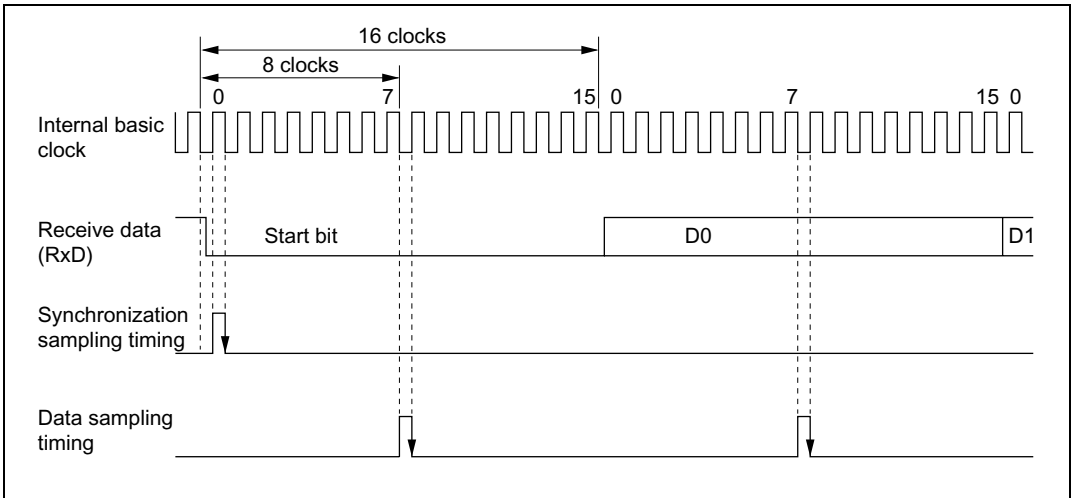 16 clocks
8 clocks
0 7 15 0 7 15 0
Internal basic
clock
Receive data
(RxD)
Start bit D0 D1
Synchronization
sampling timing
Data sampling
timing